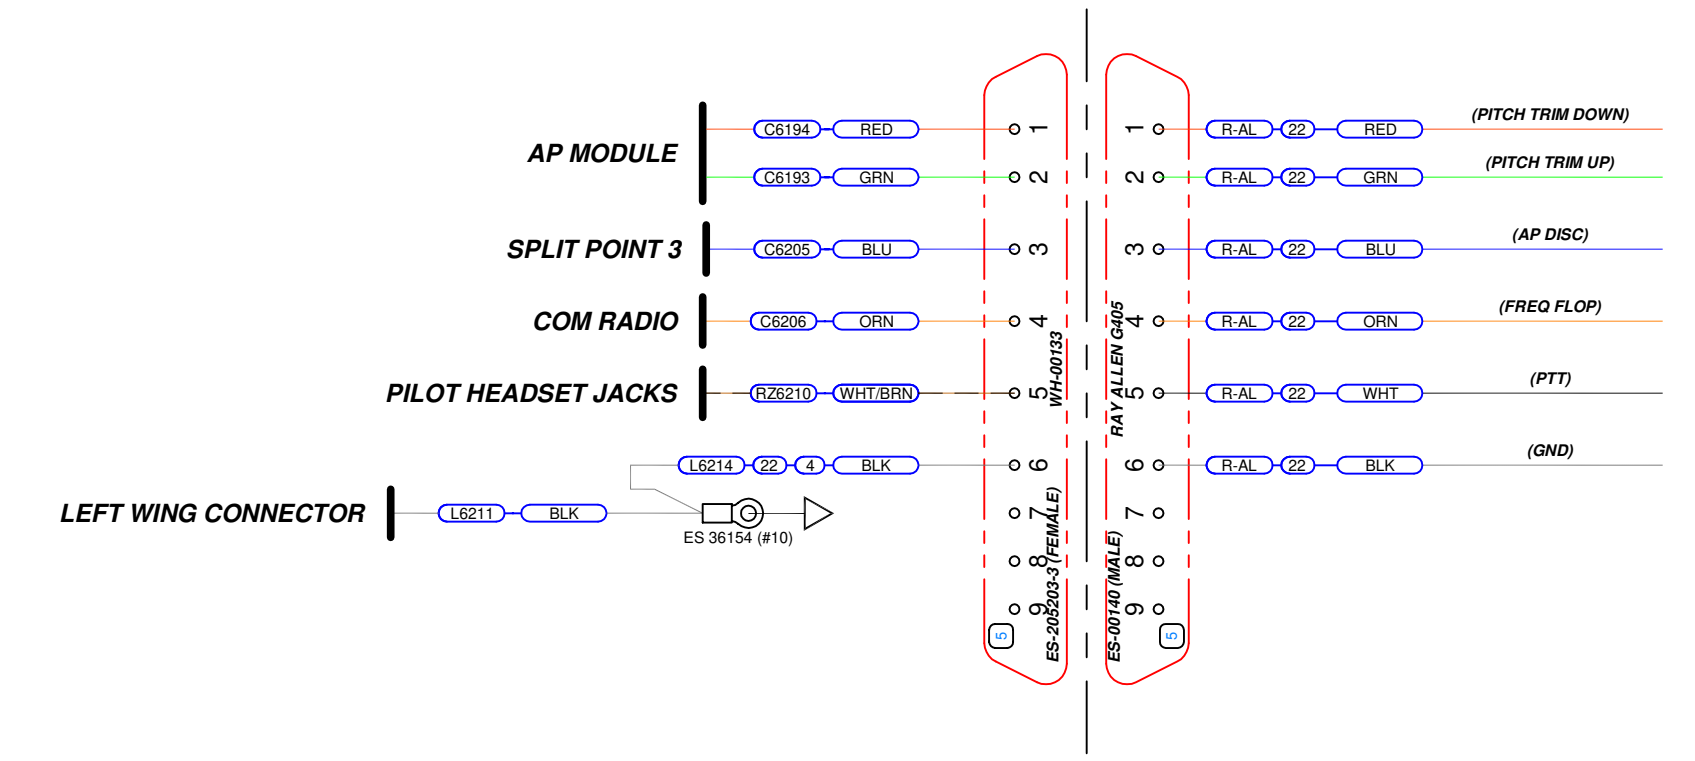 AP MODULE
C6194 RED 1
C6193 GRN 2
SPLIT POINT 3
C6205 BLU 3
COM RADIO
C6206 ORN 4
PILOT HEADSET JACKS
RZ6210 WHT/BRN 5
L6214 22 4 BLK 6
LEFT WING CONNECTOR
L6211 BLK
ES 36154 (#10)
7
8
9
5
WH-00133
ES-205203-3 (FEMALE)
RAY ALLEN G405
ES-00140 (MALE)
1 R-AL 22 RED (PITCH TRIM DOWN)
2 R-AL 22 GRN (PITCH TRIM UP)
3 R-AL 22 BLU (AP DISC)
4 R-AL 22 ORN (FREQ FLOP)
5 R-AL 22 WHT (PTT)
6 R-AL 22 BLK (GND)
7
8
9
5